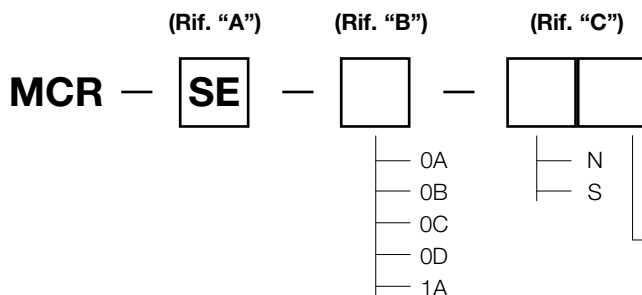 (Rif. “A”) (Rif. “B”) (Rif. “C”)
MCR — SE — —
0A N
0B S
0C
0D
1A